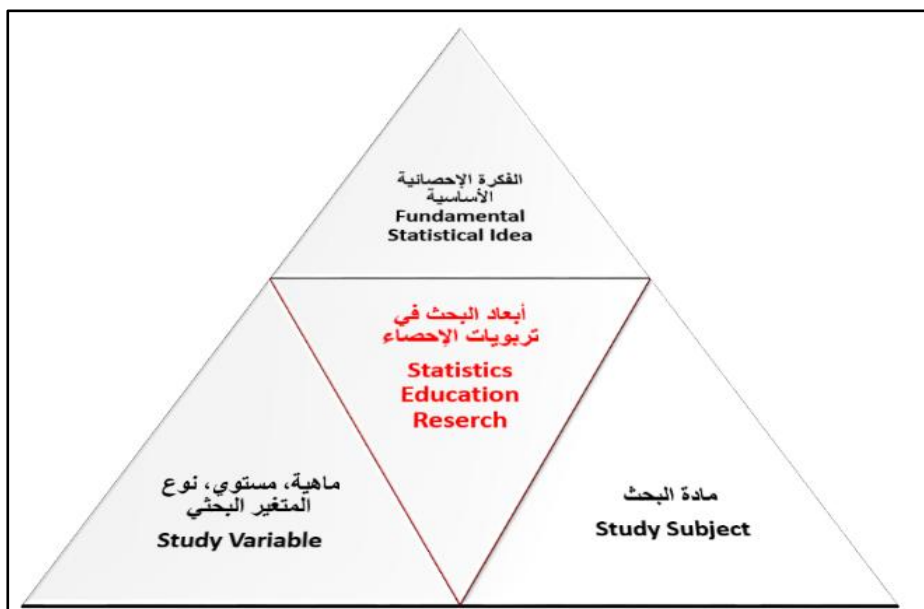 الفكرة الإحصائية
الأساسية
Fundamental
Statistical Idea
أبعاد البحث في
تربويات الإحصاء
Statistics
Education
Reserch
ماهية، مستوي، نوع
المتغير البحثي
Study Variable
مادة البحث
Study Subject